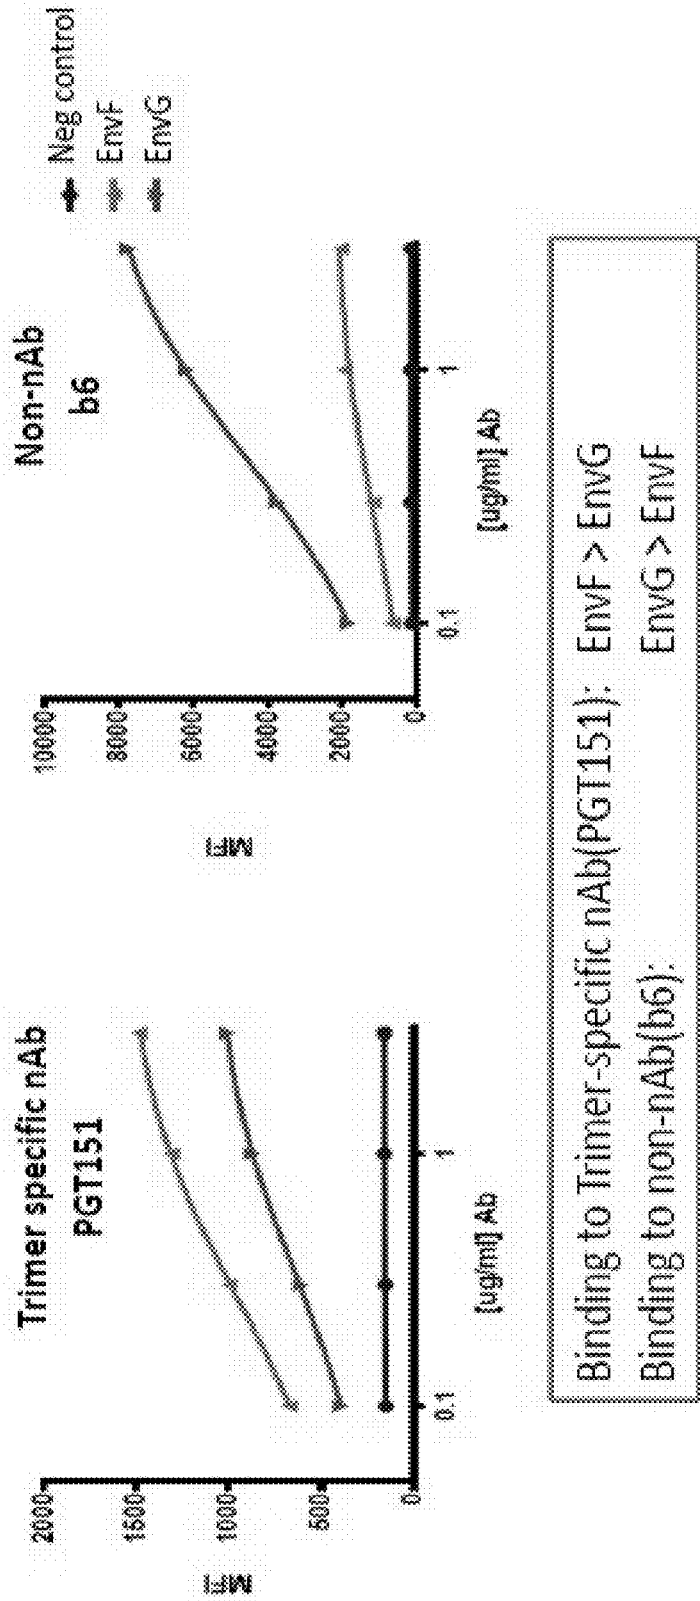 Trimer specific nAb
PGT151
MFI
2000
1500
1000
500
0
0.1
1
[ug/ml] Ab
Non-nAb
b6
MFI
10000
8000
6000
4000
2000
0
0.1
1
[ug/ml] Ab
Neg control
EnvF
EnvG
Binding to Trimer-specific nAb(PGT151): EnvF > EnvG
Binding to non-nAb(b6): EnvG > EnvF